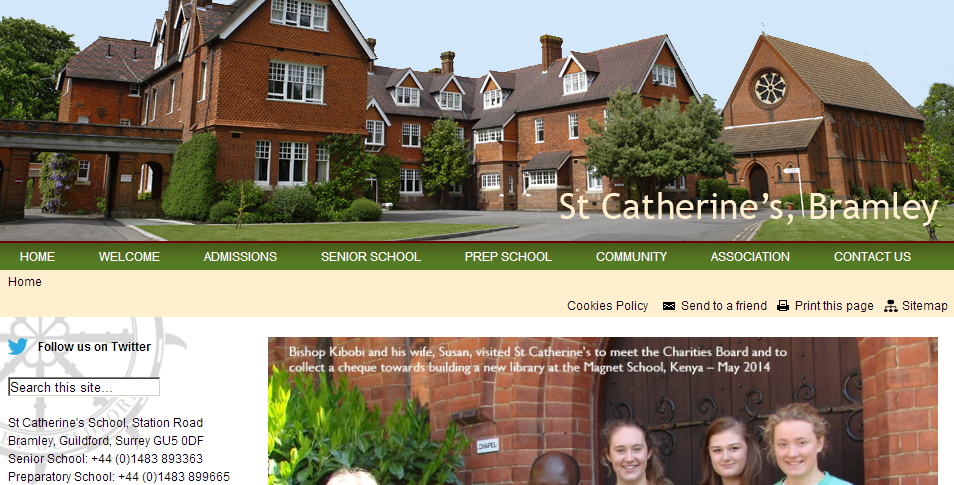 St Catherine's, Bramley
HOME WELCOME ADMISSIONS SENIOR SCHOOL PREP SCHOOL COMMUNITY ASSOCIATION CONTACT US
Home
Cookies Policy Send to a friend Print this page Sitemap
Follow us on Twitter
Search this site...
St Catherine's School, Station Road
Bramley, Guildford, Surrey GU5 0DF
Senior School: +44 (0)1483 893363
Preparatory School: +44 (0)1483 899665
Bishop Kibobi and his wife, Susan, visited St Catherine's to meet the Charities Board and to
collect a cheque towards building a new library at the Magnet School, Kenya – May 2014
CHAPEL